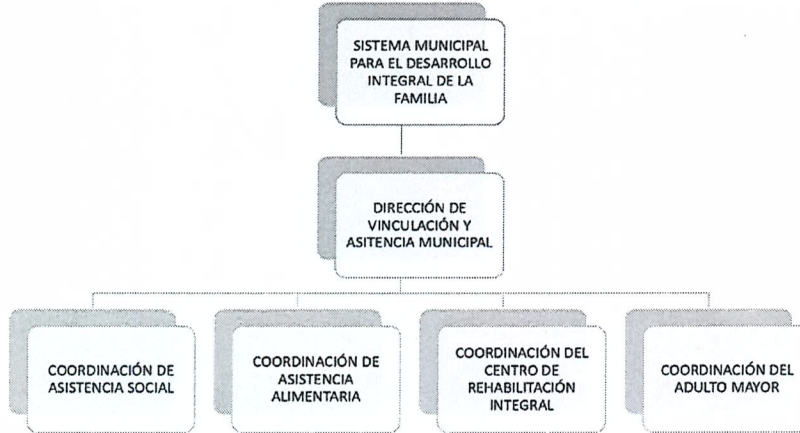 SISTEMA MUNICIPAL
PARA EL DESARROLLO
INTEGRAL DE LA
FAMILIA
DIRECCIÓN DE
VINCULACIÓN Y
ASITENCIA MUNICIPAL
COORDINACIÓN DE
ASISTENCIA SOCIAL
COORDINACIÓN DE
ASISTENCIA
ALIMENTARIA
COORDINACIÓN DEL
CENTRO DE
REHABILITACIÓN
INTEGRAL
COORDINACIÓN DEL
ADULTO MAYOR